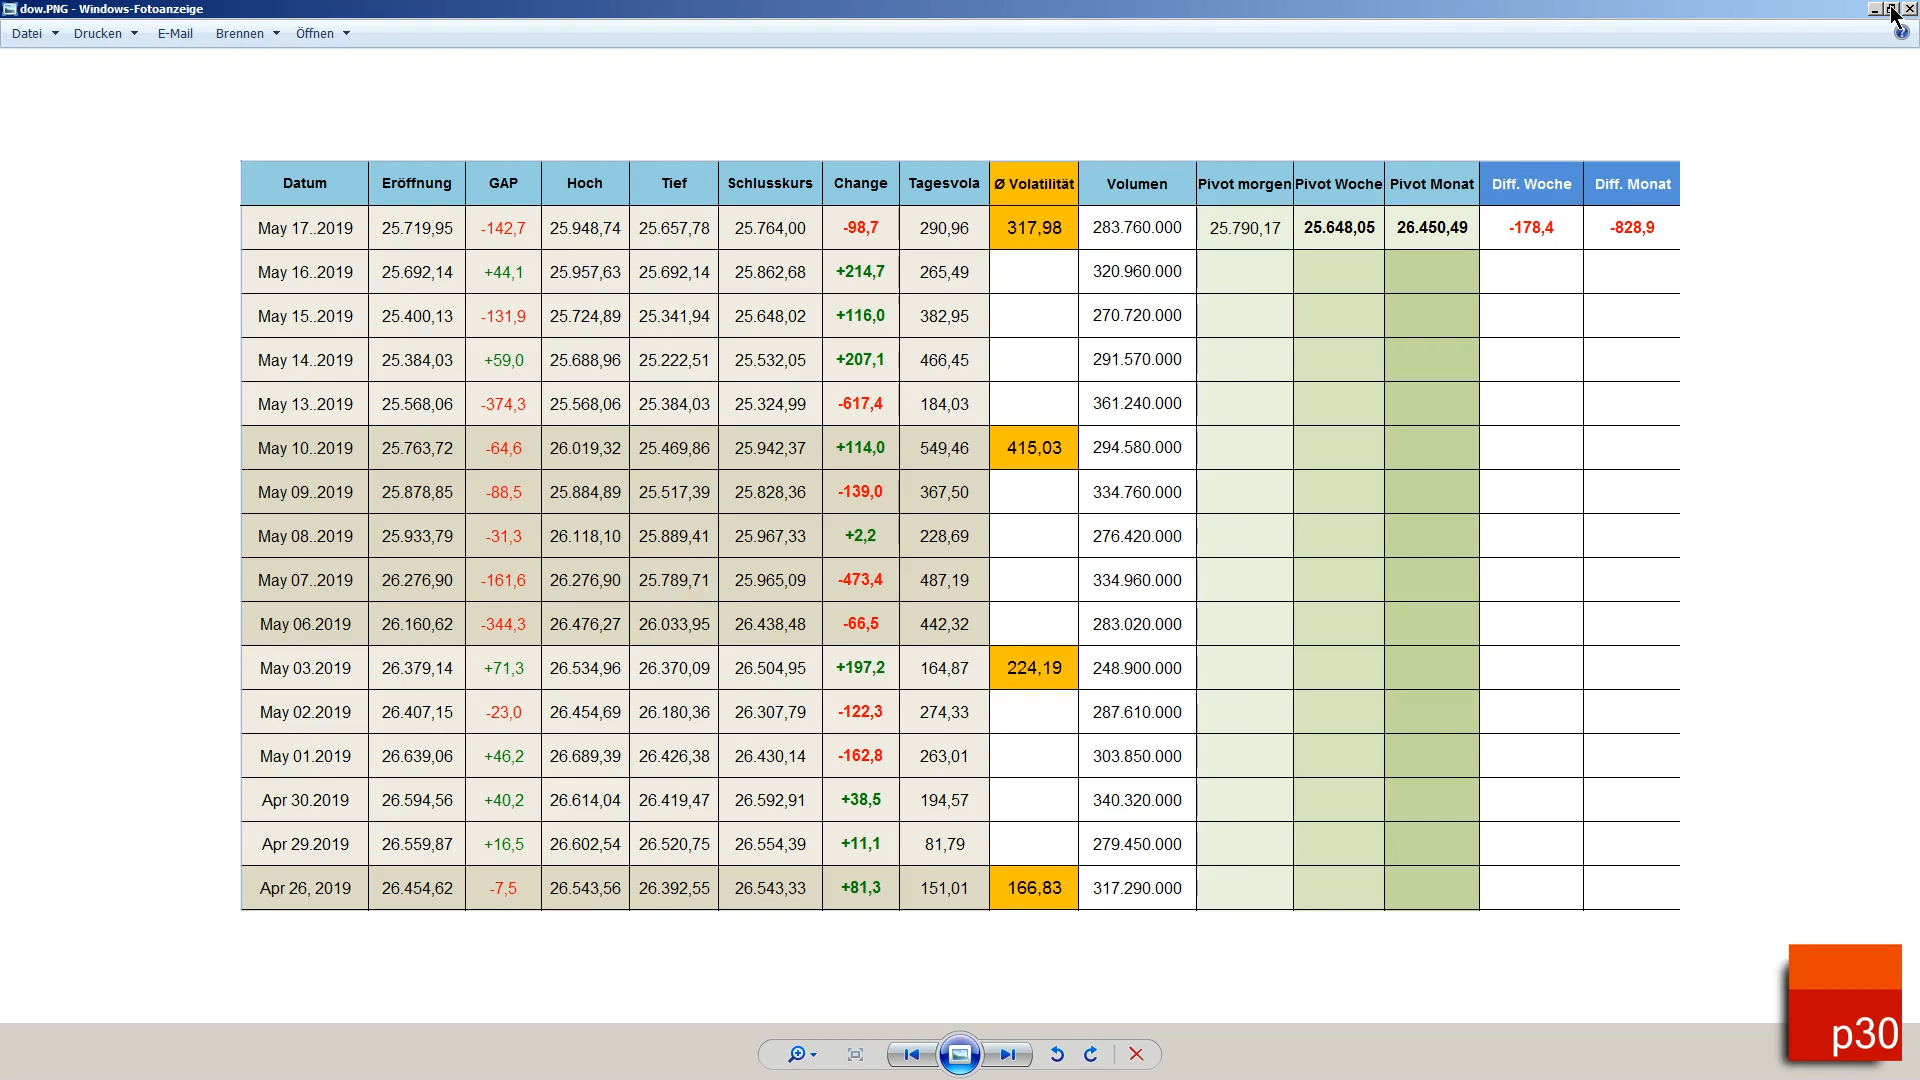 dow.PNG - Windows-Fotoanzeige
Datei Drucken E-Mail Brennen Öffnen
Datum Eröffnung GAP Hoch Tief Schlusskurs Change Tagesvola Ø Volatilität Volumen Pivot morgen Pivot Woche Pivot Monat Diff. Woche Diff. Monat
May 17..2019 25.719,95 -142,7 25.948,74 25.657,78 25.764,00 -98,7 290,96 317,98 283.760.000 25.790,17 25.648,05 26.450,49 -178,4 -828,9
May 16..2019 25.692,14 +44,1 25.957,63 25.692,14 25.862,68 +214,7 265,49 320.960.000
May 15..2019 25.400,13 -131,9 25.724,89 25.341,94 25.648,02 +116,0 382,95 270.720.000
May 14..2019 25.384,03 +59,0 25.688,96 25.222,51 25.532,05 +207,1 466,45 291.570.000
May 13..2019 25.568,06 -374,3 25.568,06 25.384,03 25.324,99 -617,4 184,03 361.240.000
May 10..2019 25.763,72 -64,6 26.019,32 25.469,86 25.942,37 +114,0 549,46 415,03 294.580.000
May 09..2019 25.878,85 -88,5 25.884,89 25.517,39 25.828,36 -139,0 367,50 334.760.000
May 08..2019 25.933,79 -31,3 26.118,10 25.889,41 25.967,33 +2,2 228,69 276.420.000
May 07..2019 26.276,90 -161,6 26.276,90 25.789,71 25.965,09 -473,4 487,19 334.960.000
May 06.2019 26.160,62 -344,3 26.476,27 26.033,95 26.438,48 -66,5 442,32 283.020.000
May 03.2019 26.379,14 +71,3 26.534,96 26.370,09 26.504,95 +197,2 164,87 224,19 248.900.000
May 02.2019 26.407,15 -23,0 26.454,69 26.180,36 26.307,79 -122,3 274,33 287.610.000
May 01.2019 26.639,06 +46,2 26.689,39 26.426,38 26.430,14 -162,8 263,01 303.850.000
Apr 30.2019 26.594,56 +40,2 26.614,04 26.419,47 26.592,91 +38,5 194,57 340.320.000
Apr 29.2019 26.559,87 +16,5 26.602,54 26.520,75 26.554,39 +11,1 81,79 279.450.000
Apr 26, 2019 26.454,62 -7,5 26.543,56 26.392,55 26.543,33 +81,3 151,01 166,83 317.290.000
p30